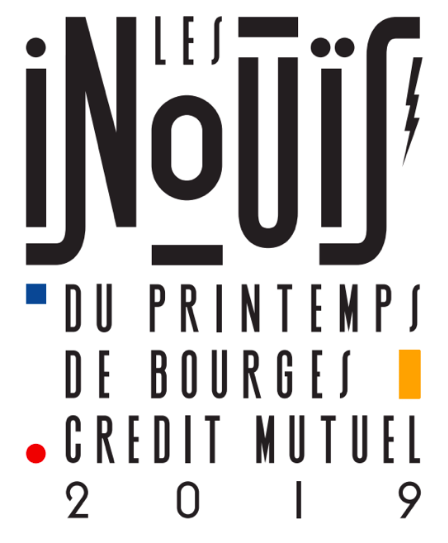 LES
iNOUÏS
DU PRINTEMPS
DE BOURGES
CREDIT MUTUEL
2019